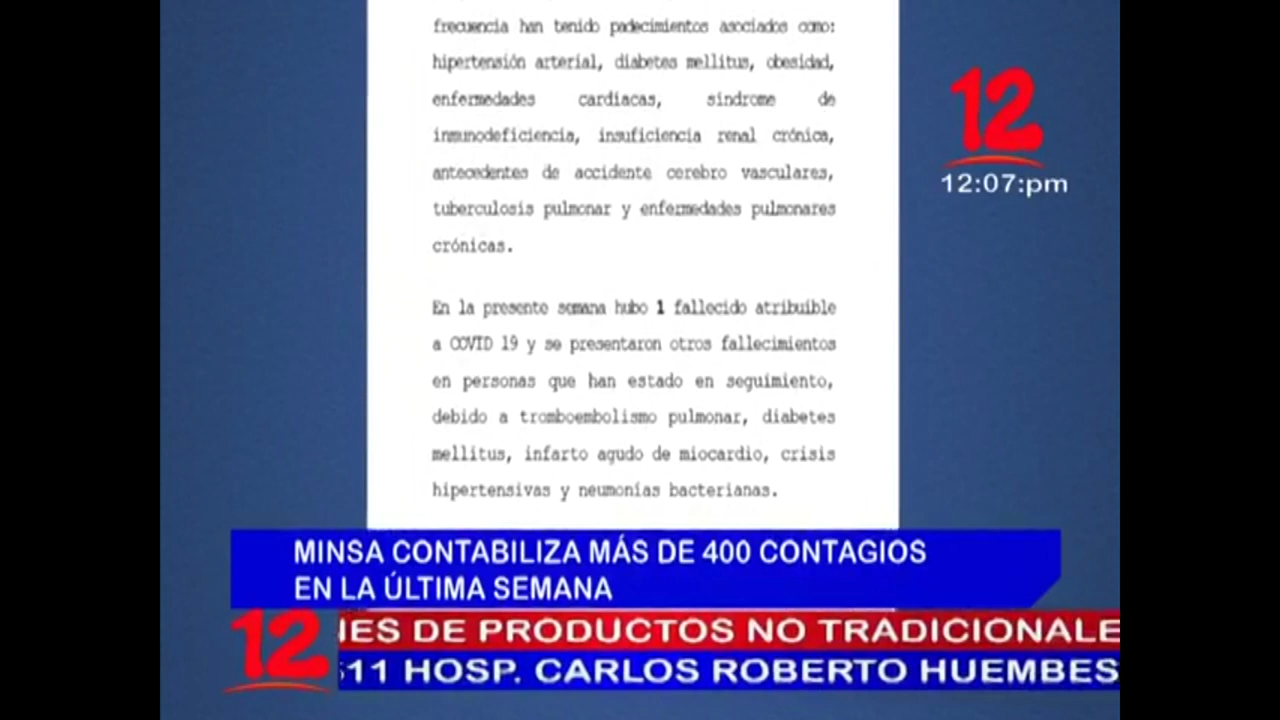 frecuencia han tenido padecimientos asociados como:
hipertensión arterial, diabetes mellitus, obesidad,
enfermedades cardíacas, síndrome de
inmunodeficiencia, insuficiencia renal crónica,
antecedentes de accidente cerebro vasculares,
tuberculosis pulmonar y enfermedades pulmonares
crónicas.
En la presente semana hubo 1 fallecido atribuible
a COVID 19 y se presentaron otros fallecimientos
en personas que han estado en seguimiento,
debido a tromboembolismo pulmonar, diabetes
mellitus, infarto agudo de miocardio, crisis
hipertensivas y neumonías bacterianas.
12
12:07:pm
MINSA CONTABILIZA MÁS DE 400 CONTAGIOS
EN LA ÚLTIMA SEMANA
12
NES DE PRODUCTOS NO TRADICIONALE
511 HOSP. CARLOS ROBERTO HUEMBES